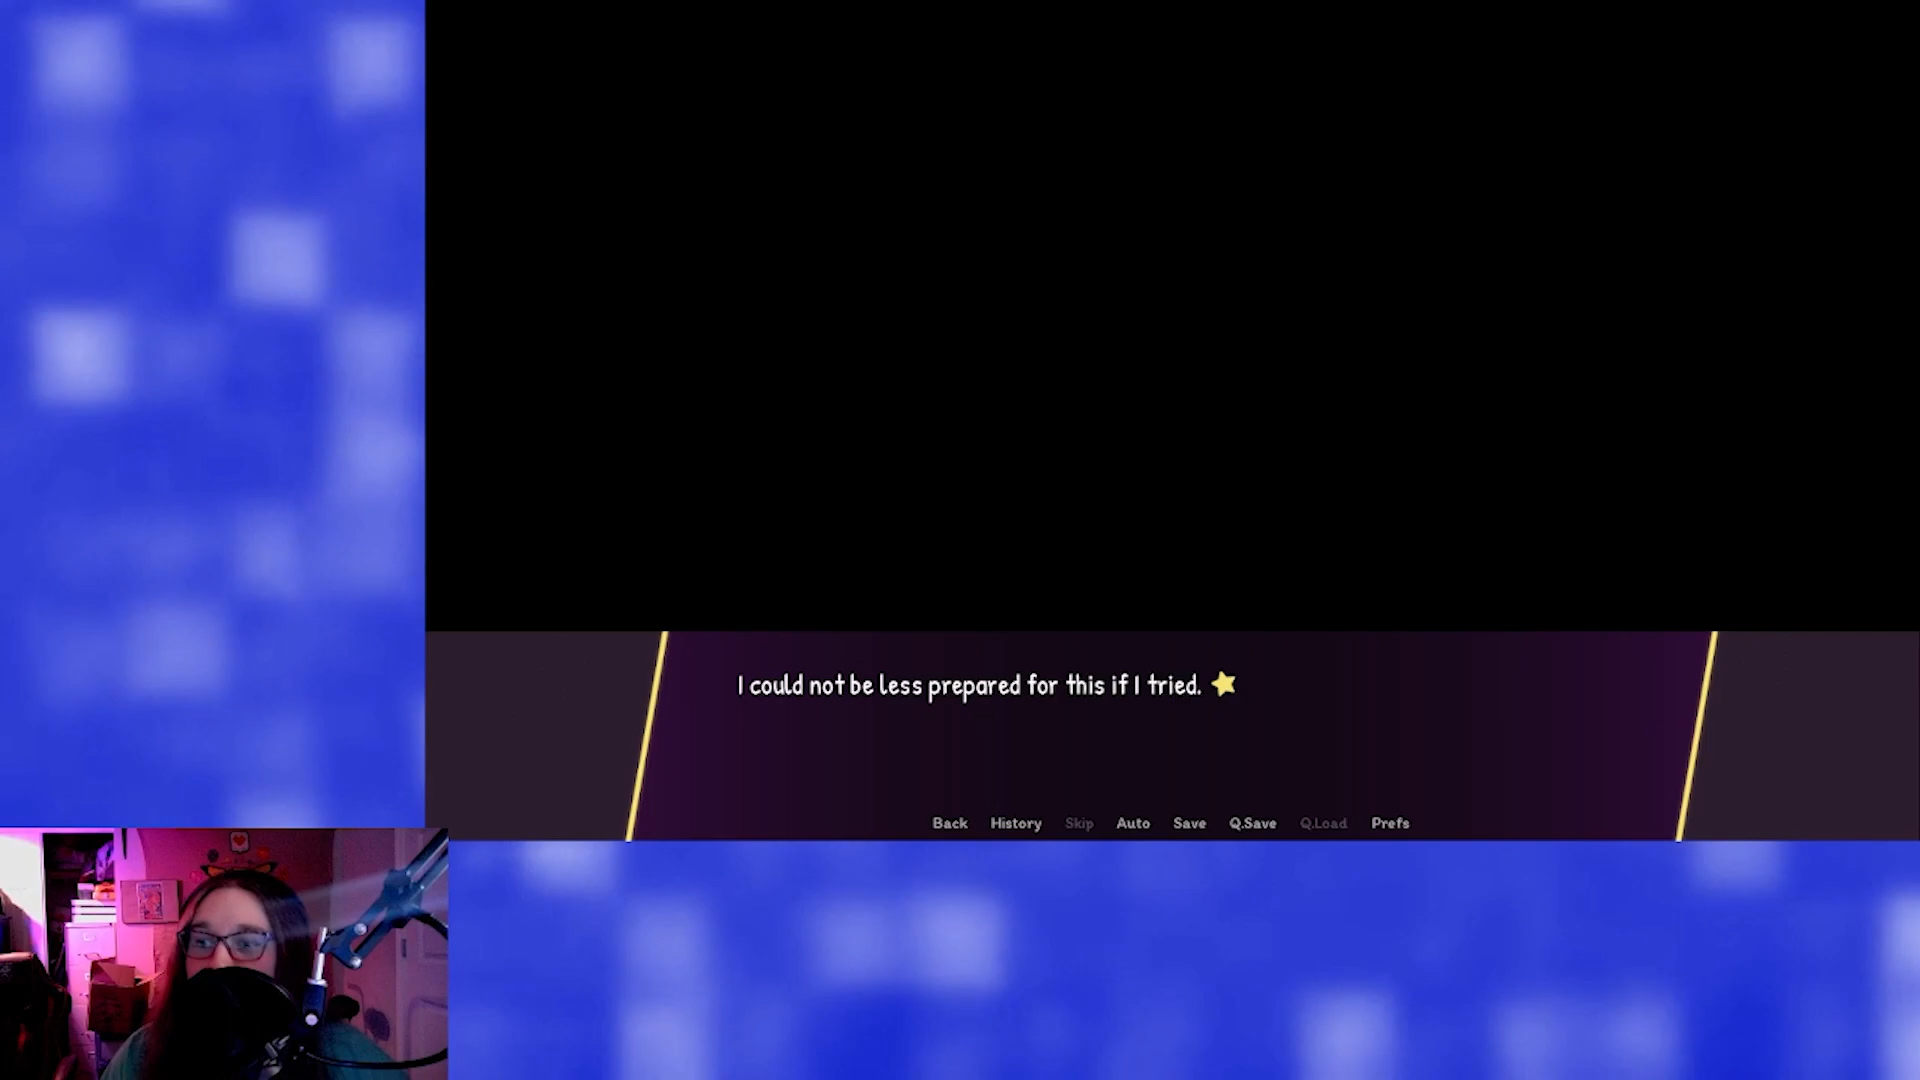 I could not be less prepared for this if I tried.
Back History Skip Auto Save Q.Save Q.Load Prefs